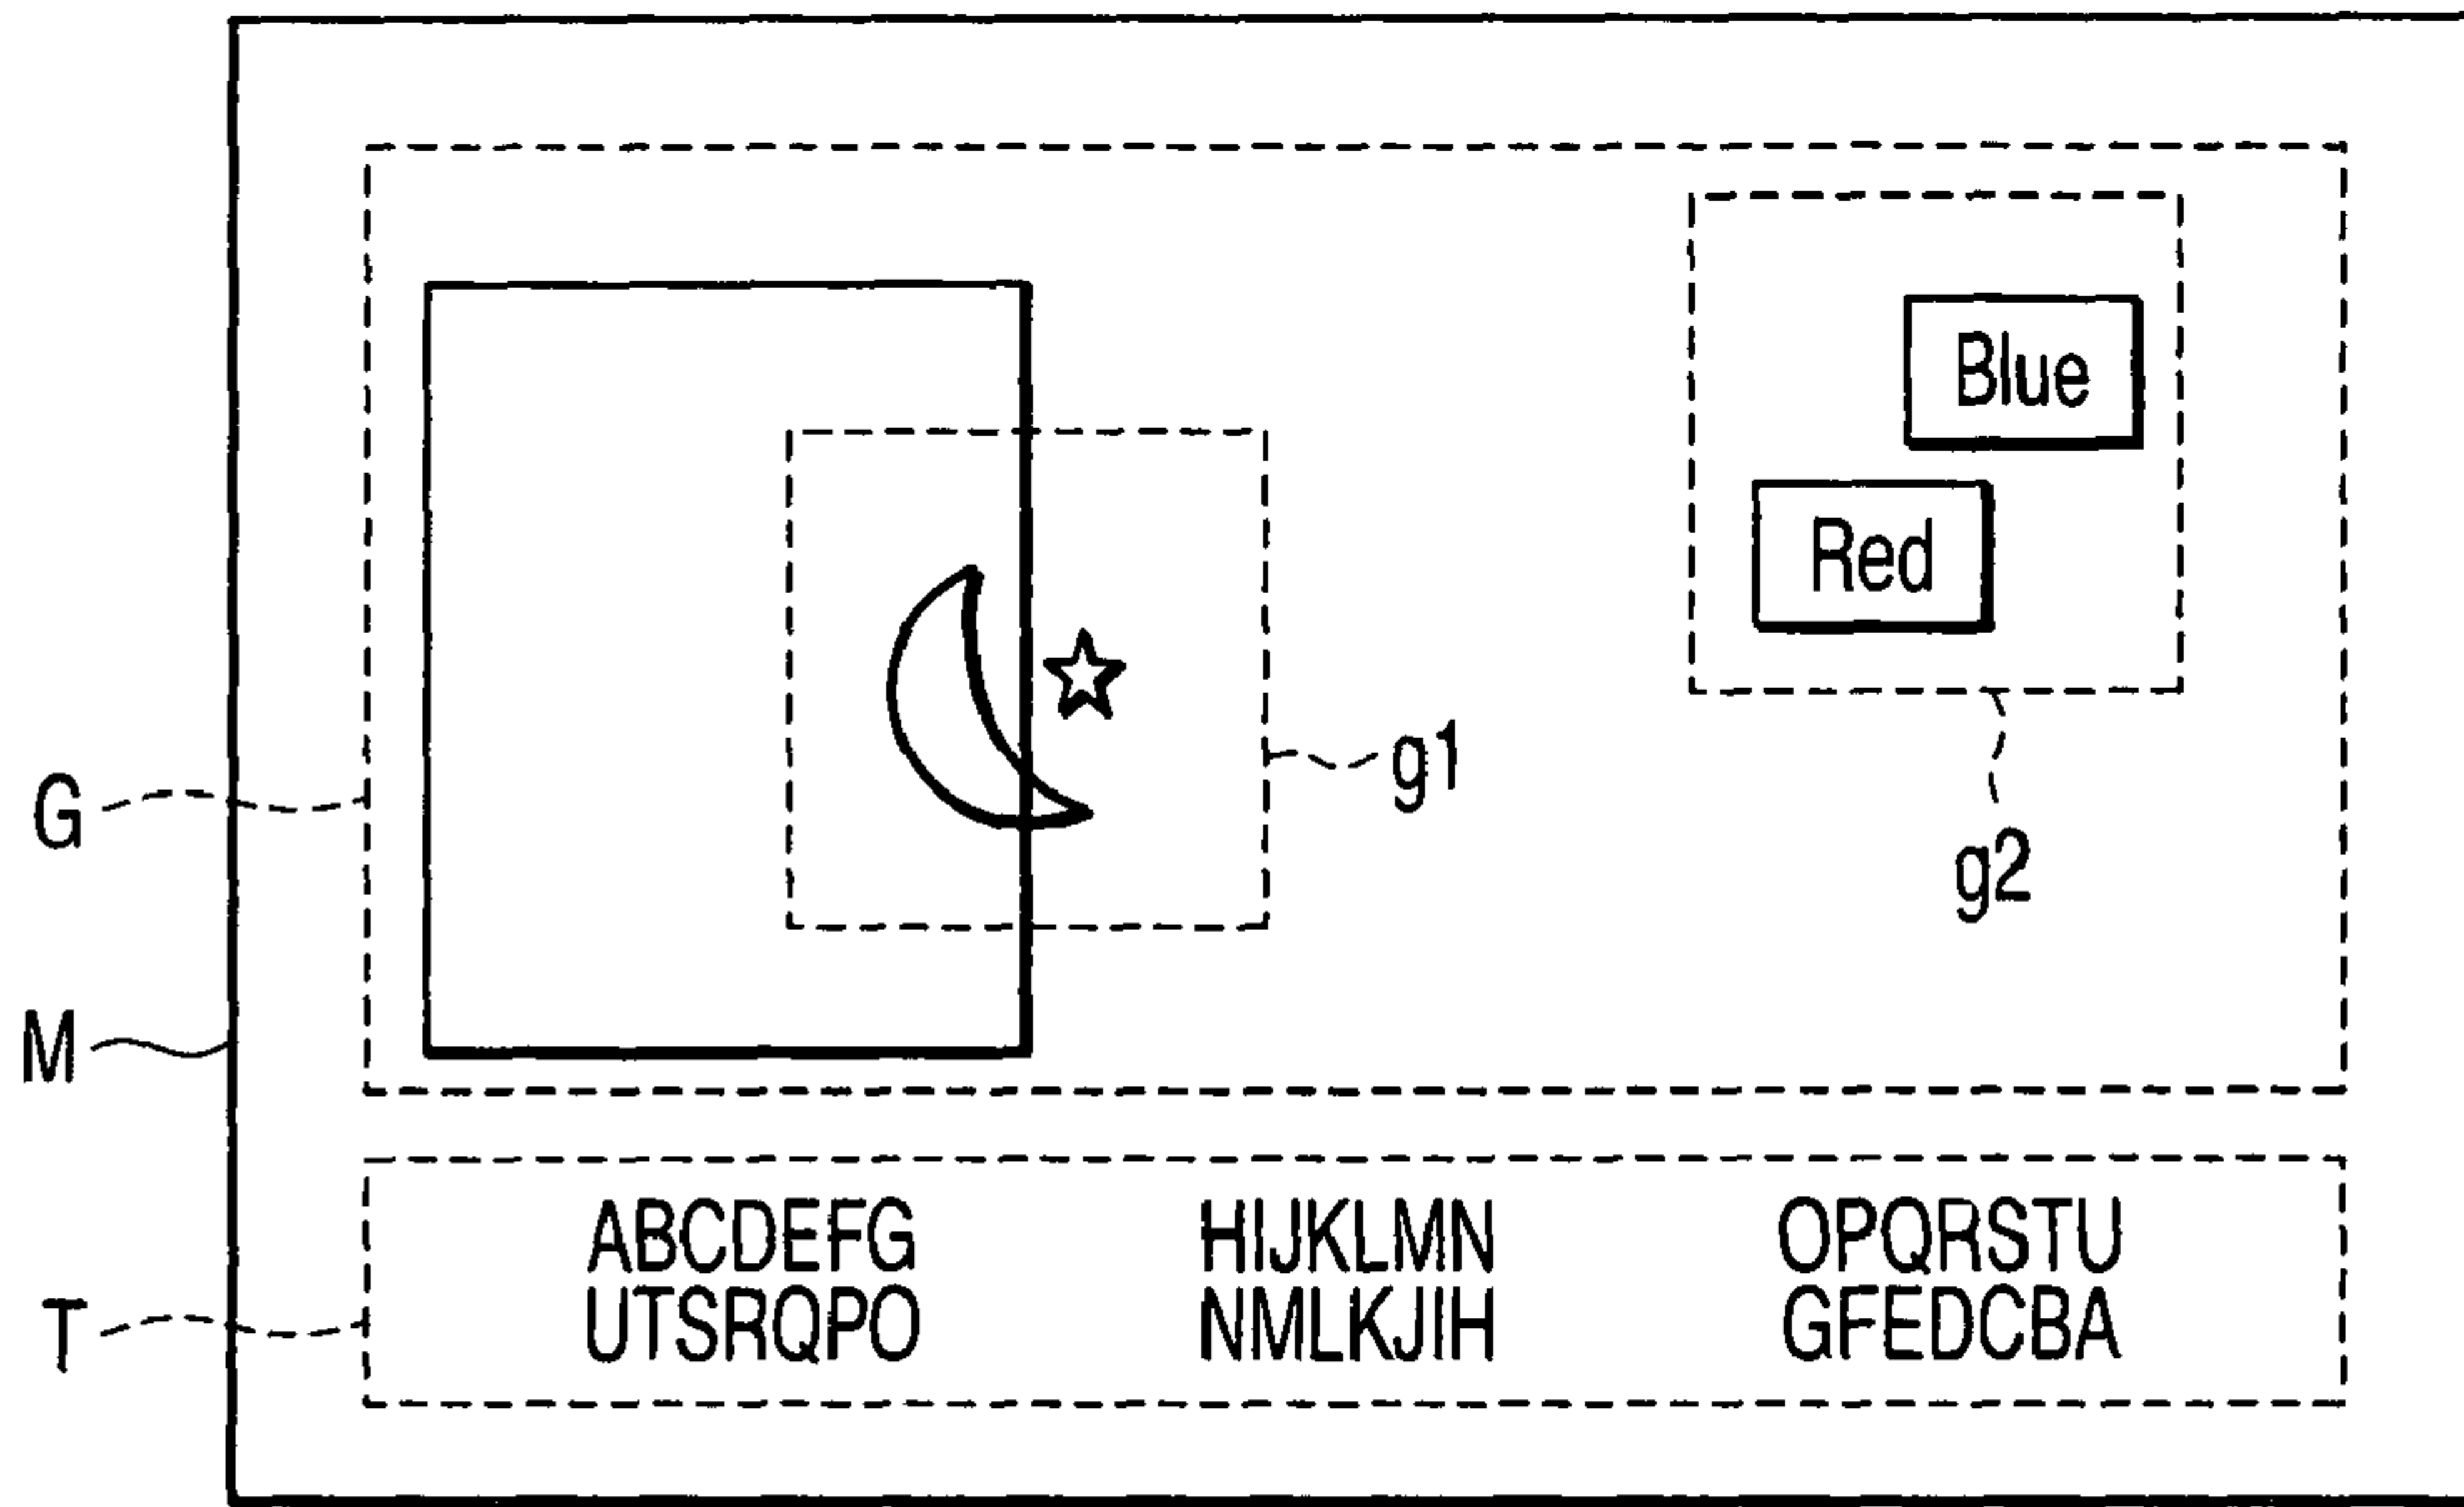 Blue
Red
g1
G
g2
M
ABCDEFG HIJKLMN OPQRSTU
T UTSRQPO NMLKJIH GFEDCBA